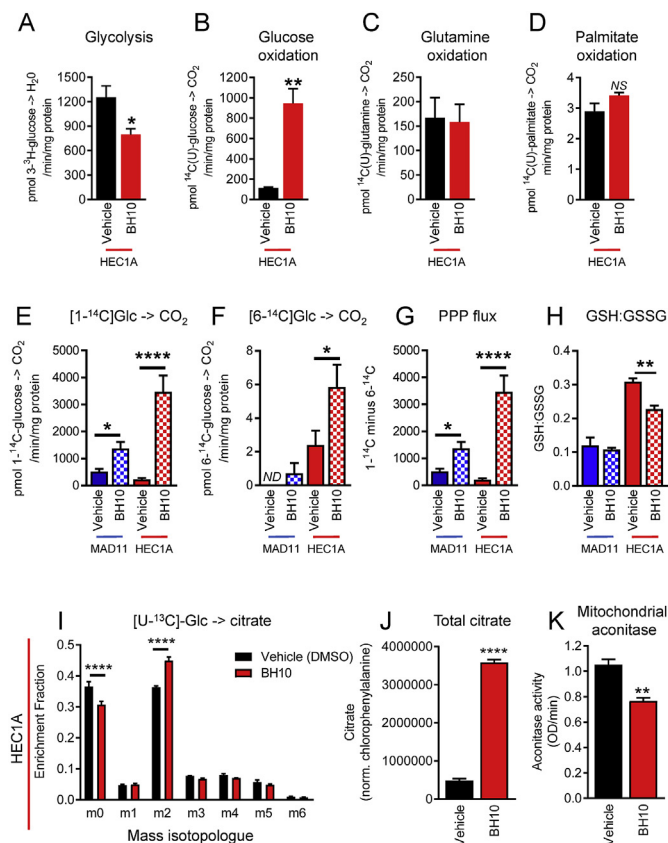 A
Glycolysis
pmol 3-³H-glucose -> H₂0
/min/mg protein
1500
1200
900
600
300
0
*
Vehicle
BH10
HEC1A
B
Glucose
oxidation
pmol ¹⁴C(U)-glucose -> CO₂
/min/mg protein
1200
1000
800
600
400
200
0
**
Vehicle
BH10
HEC1A
C
Glutamine
oxidation
pmol ¹⁴C(U)-glutamine -> CO₂
/min/mg protein
250
200
150
100
50
0
Vehicle
BH10
HEC1A
D
Palmitate
oxidation
pmol ¹⁴C(U)-palmitate -> CO₂
min/mg protein
4
3
2
1
0
NS
Vehicle
BH10
HEC1A
E
[1-¹⁴C]Glc -> CO₂
pmol 1-¹⁴C-glucose -> CO₂
/min/mg protein
5000
4000
3000
2000
1000
0
*
****
Vehicle
BH10
Vehicle
BH10
MAD11
HEC1A
F
[6-¹⁴C]Glc -> CO₂
pmol 6-¹⁴C-glucose -> CO₂
/min/mg protein
8
6
4
2
0
ND
*
Vehicle
BH10
Vehicle
BH10
MAD11
HEC1A
G
PPP flux
1-¹⁴C minus 6-¹⁴C
5000
4000
3000
2000
1000
0
*
****
Vehicle
BH10
Vehicle
BH10
MAD11
HEC1A
H
GSH:GSSG
GSH:GSSG
0.4
0.3
0.2
0.1
0.0
**
Vehicle
BH10
Vehicle
BH10
MAD11
HEC1A
HEC1A
I
[U-¹³C]-Glc -> citrate
Enrichment Fraction
0.5
0.4
0.3
0.2
0.1
0.0
****
****
Vehicle (DMSO)
BH10
m0
m1
m2
m3
m4
m5
m6
Mass isotopologue
J
Total citrate
Citrate
(norm. chlorophenylalanine)
4000000
3000000
2000000
1000000
0
****
Vehicle
BH10
K
Mitochondrial
aconitase
Aconitase activity
(OD/min)
1.2
1.0
0.8
0.6
0.4
0.2
0.0
**
Vehicle
BH10